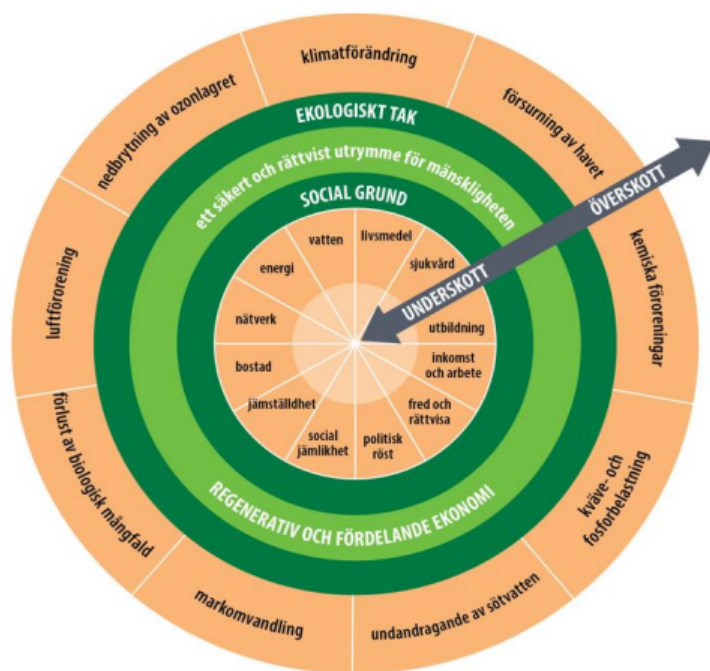 klimatförändring
försurning av havet
kemiska föroreningar
kväve- och
fosforbelastning
undandragande av sötvatten
markomvandling
förlust av biologisk mångfald
luftförorening
nedbrytning av ozonlagret
EKOLOGISKT TAK
ett säkert och rättvist utrymme för mänskligheten
SOCIAL GRUND
ÖVERSKOTT
UNDERSKOTT
livsmedel
sjukvård
utbildning
inkomst
och arbete
fred och
rättvisa
politisk
röst
social
jämlikhet
jämställdhet
bostad
nätverk
energi
vatten
REGENERATIV OCH FÖRDELANDE EKONOMI